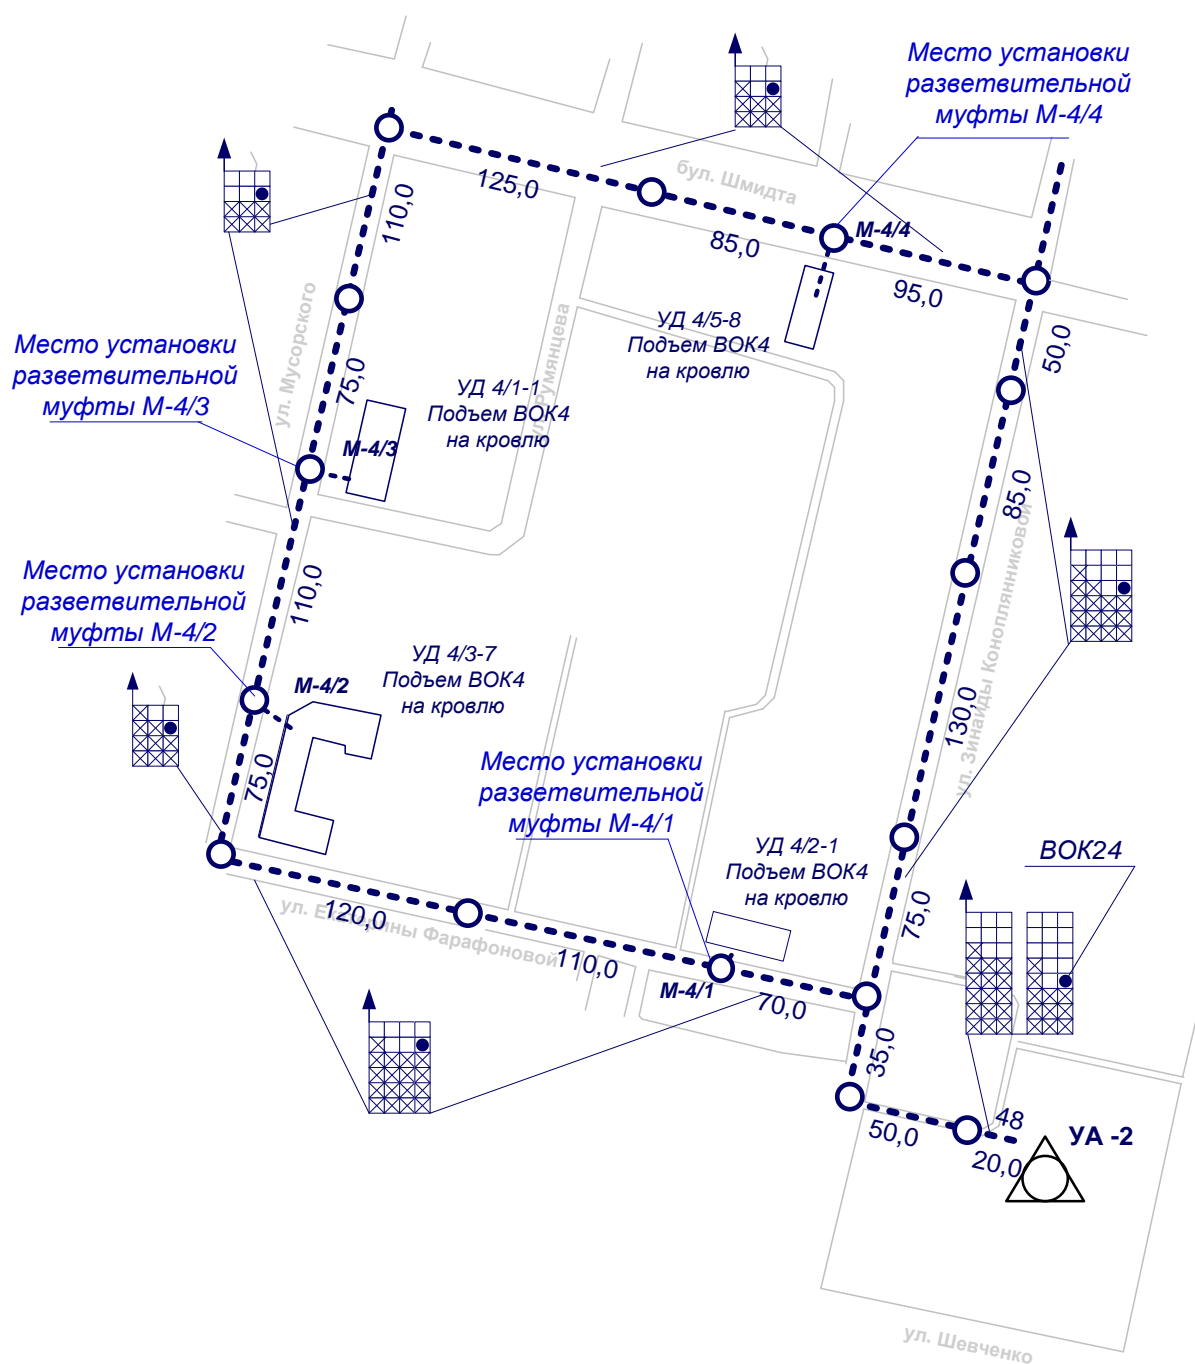 Место установки
разветвительной
муфты М-4/4
бул. Шмидта
125,0
110,0
85,0
М-4/4
95,0
50,0
ул. Мусорского
Место установки
разветвительной
муфты М-4/3
75,0
М-4/3
УД 4/1-1
Подъем ВОК4
на кровлю
ул. Румянцева
УД 4/5-8
Подъем ВОК4
на кровлю
85,0
ул. Зинаиды Коноплянниковой
130,0
Место установки
разветвительной
муфты М-4/2
110,0
М-4/2
УД 4/3-7
Подъем ВОК4
на кровлю
75,0
Место установки
разветвительной
муфты М-4/1
УД 4/2-1
Подъем ВОК4
на кровлю
ВОК24
75,0
120,0
ул. Екатерины Фарафоновой
110,0
М-4/1
70,0
35,0
50,0
48
20,0
УА -2
ул. Шевченко